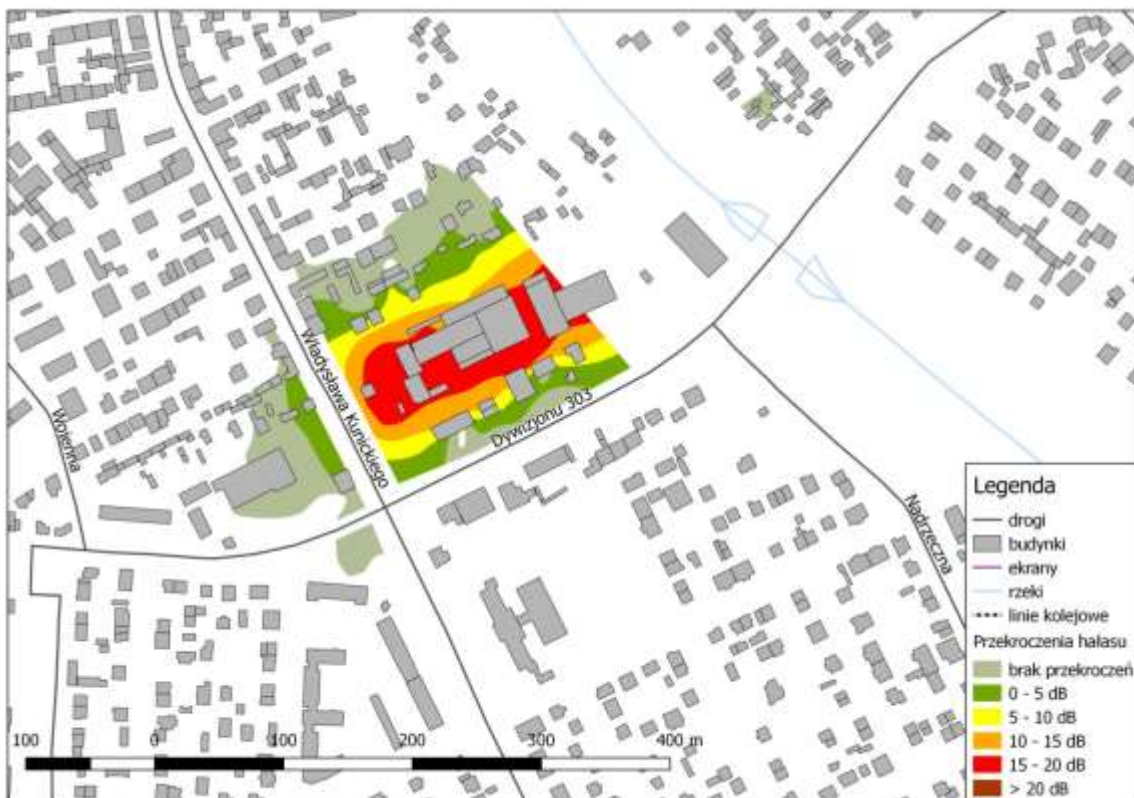 Władysława Kunickiego
Dywizjonu 303
Wojenna
Nadrzeczna
Legenda
drogi
budynki
ekrany
rzeki
linie kolejowe
Przekroczenia hałasu
brak przekroczeń
0 - 5 dB
5 - 10 dB
10 - 15 dB
15 - 20 dB
> 20 dB
100 0 100 200 300 400 m